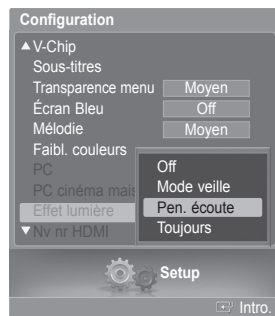 Configuration
▲ V-Chip
Sous-titres
Transparence menu Moyen
Écran Bleu Off
Mélodie Moyen
Faibl. couleurs
PC
PC cinéma mais
Effet lumière
▼ Nv nr HDMI
Off
Mode veille
Pen. écoute
Toujours
Setup
Intro.